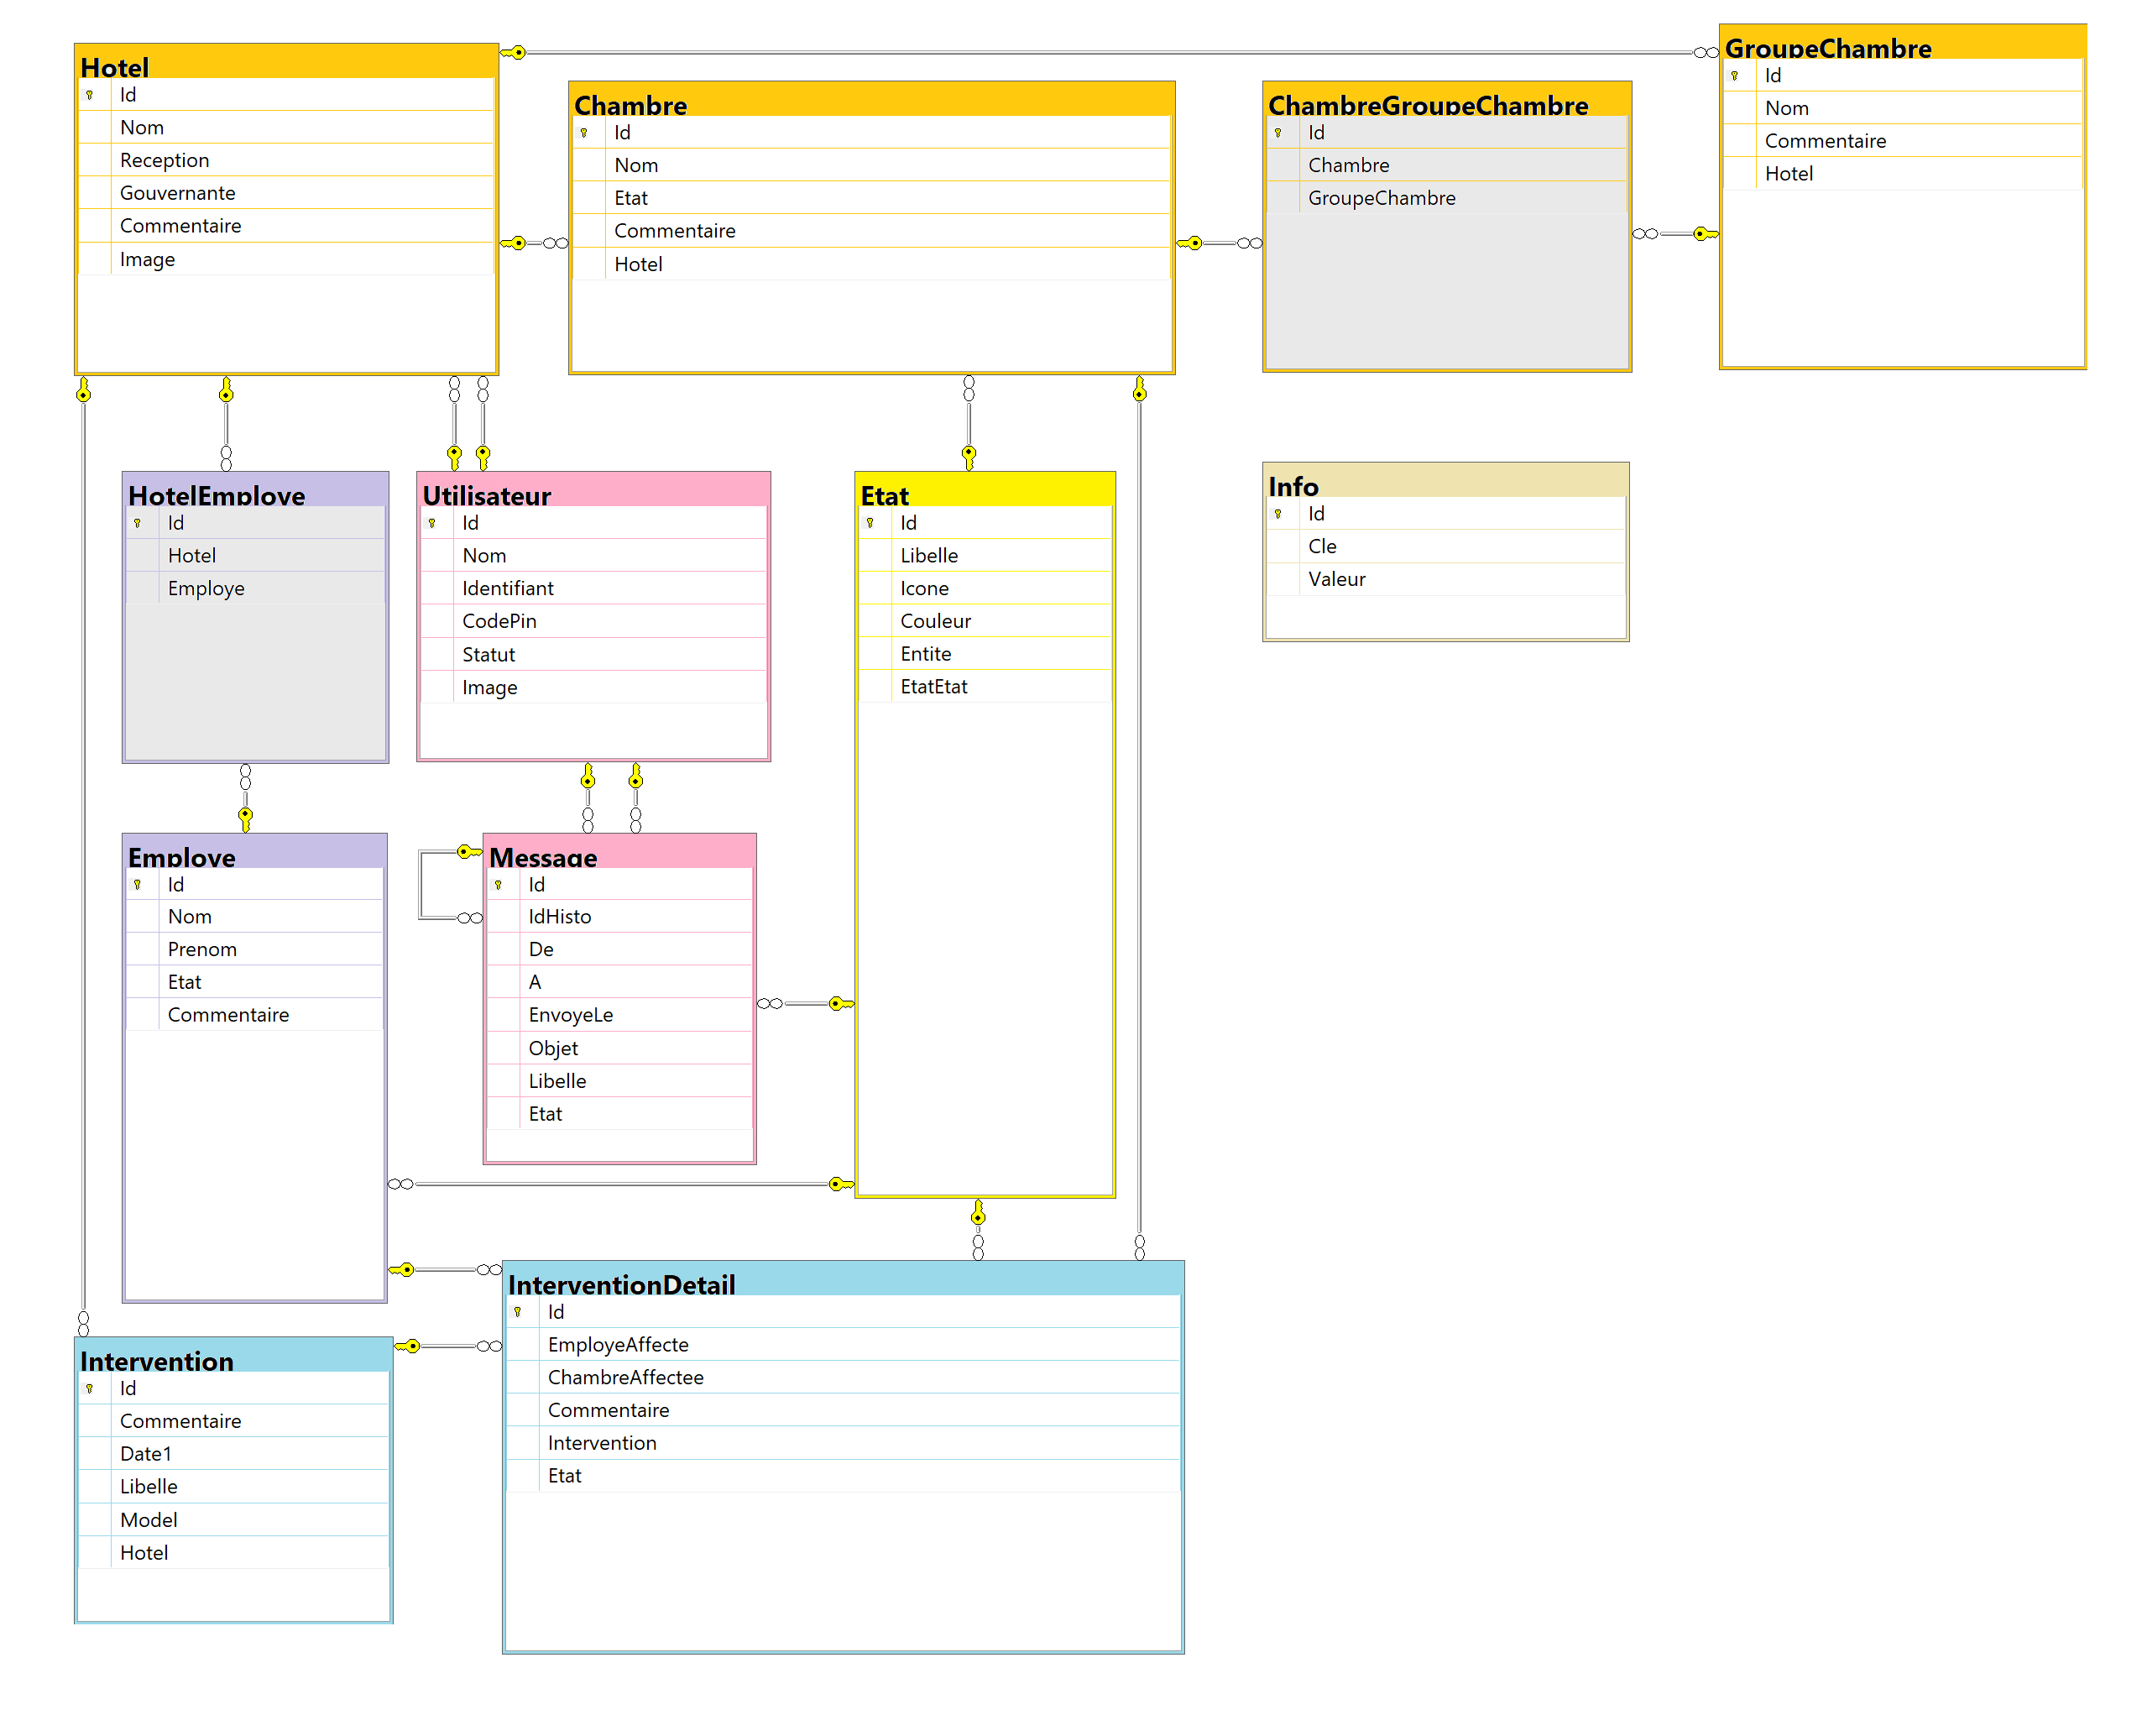 Hotel
Id
Nom
Reception
Gouvernante
Commentaire
Image
Chambre
Id
Nom
Etat
Commentaire
Hotel
ChambreGroupeChambre
Id
Chambre
GroupeChambre
GroupeChambre
Id
Nom
Commentaire
Hotel
HotelEmploye
Id
Hotel
Employe
Utilisateur
Id
Nom
Identifiant
CodePin
Statut
Image
Etat
Id
Libelle
Icone
Couleur
Entite
EtatEtat
Info
Id
Cle
Valeur
Employe
Id
Nom
Prenom
Etat
Commentaire
Message
Id
IdHisto
De
A
EnvoyeLe
Objet
Libelle
Etat
InterventionDetail
Id
EmployeAffecte
ChambreAffectee
Commentaire
Intervention
Etat
Intervention
Id
Commentaire
Date1
Libelle
Model
Hotel